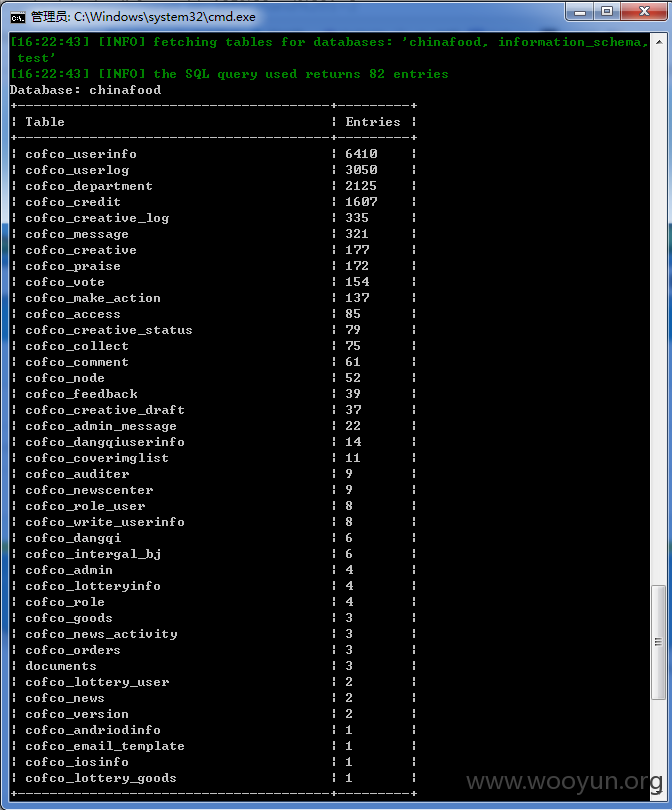 管理员: C:\Windows\system32\cmd.exe
[16:22:43] [INFO] fetching tables for databases: 'chinafood, information_schema,
 test'
[16:22:43] [INFO] the SQL query used returns 82 entries
Database: chinafood
+---------------------------------------+---------+
| Table | Entries |
+---------------------------------------+---------+
| cofco_userinfo | 6410 |
| cofco_userlog | 3050 |
| cofco_department | 2125 |
| cofco_credit | 1607 |
| cofco_creative_log | 335 |
| cofco_message | 321 |
| cofco_creative | 177 |
| cofco_praise | 172 |
| cofco_vote | 154 |
| cofco_make_action | 137 |
| cofco_access | 85 |
| cofco_creative_status | 79 |
| cofco_collect | 75 |
| cofco_comment | 61 |
| cofco_node | 52 |
| cofco_feedback | 39 |
| cofco_creative_draft | 37 |
| cofco_admin_message | 22 |
| cofco_dangqiuserinfo | 14 |
| cofco_coverimglist | 11 |
| cofco_auditer | 9 |
| cofco_newscenter | 9 |
| cofco_role_user | 8 |
| cofco_write_userinfo | 8 |
| cofco_dangqi | 6 |
| cofco_intergal_bj | 6 |
| cofco_admin | 4 |
| cofco_lotteryinfo | 4 |
| cofco_role | 4 |
| cofco_goods | 3 |
| cofco_news_activity | 3 |
| cofco_orders | 3 |
| documents | 3 |
| cofco_lottery_user | 2 |
| cofco_news | 2 |
| cofco_version | 2 |
| cofco_andriodinfo | 1 |
| cofco_email_template | 1 |
| cofco_iosinfo | 1 |
| cofco_lottery_goods | 1 |
+---------------------------------------+---------+
www.wooyun.org